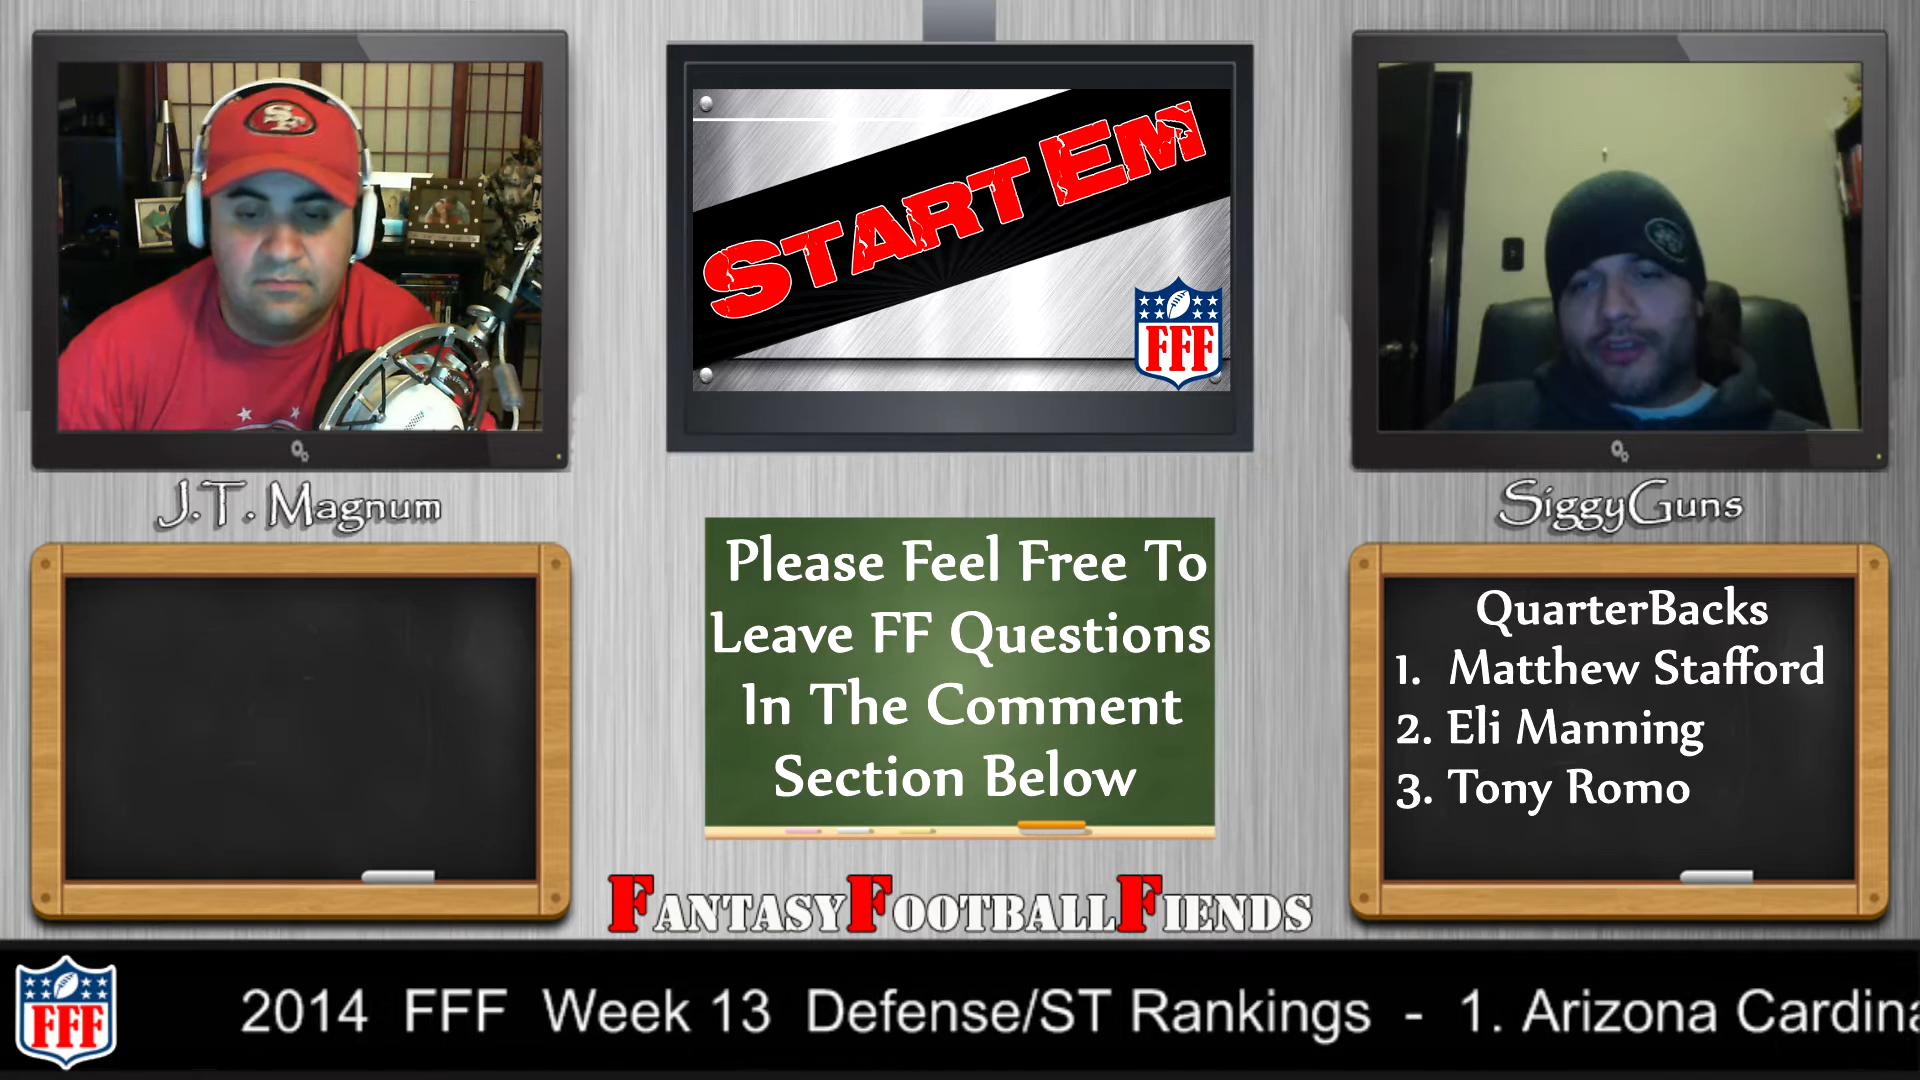 SF
START EM
FFF
J.T. Magnum
SiggyGuns
Please Feel Free To
Leave FF Questions
In The Comment
Section Below
QuarterBacks
1. Matthew Stafford
2. Eli Manning
3. Tony Romo
FANTASYFOOTBALLFIENDS
FFF
2014 FFF Week 13 Defense/ST Rankings - 1. Arizona Cardina